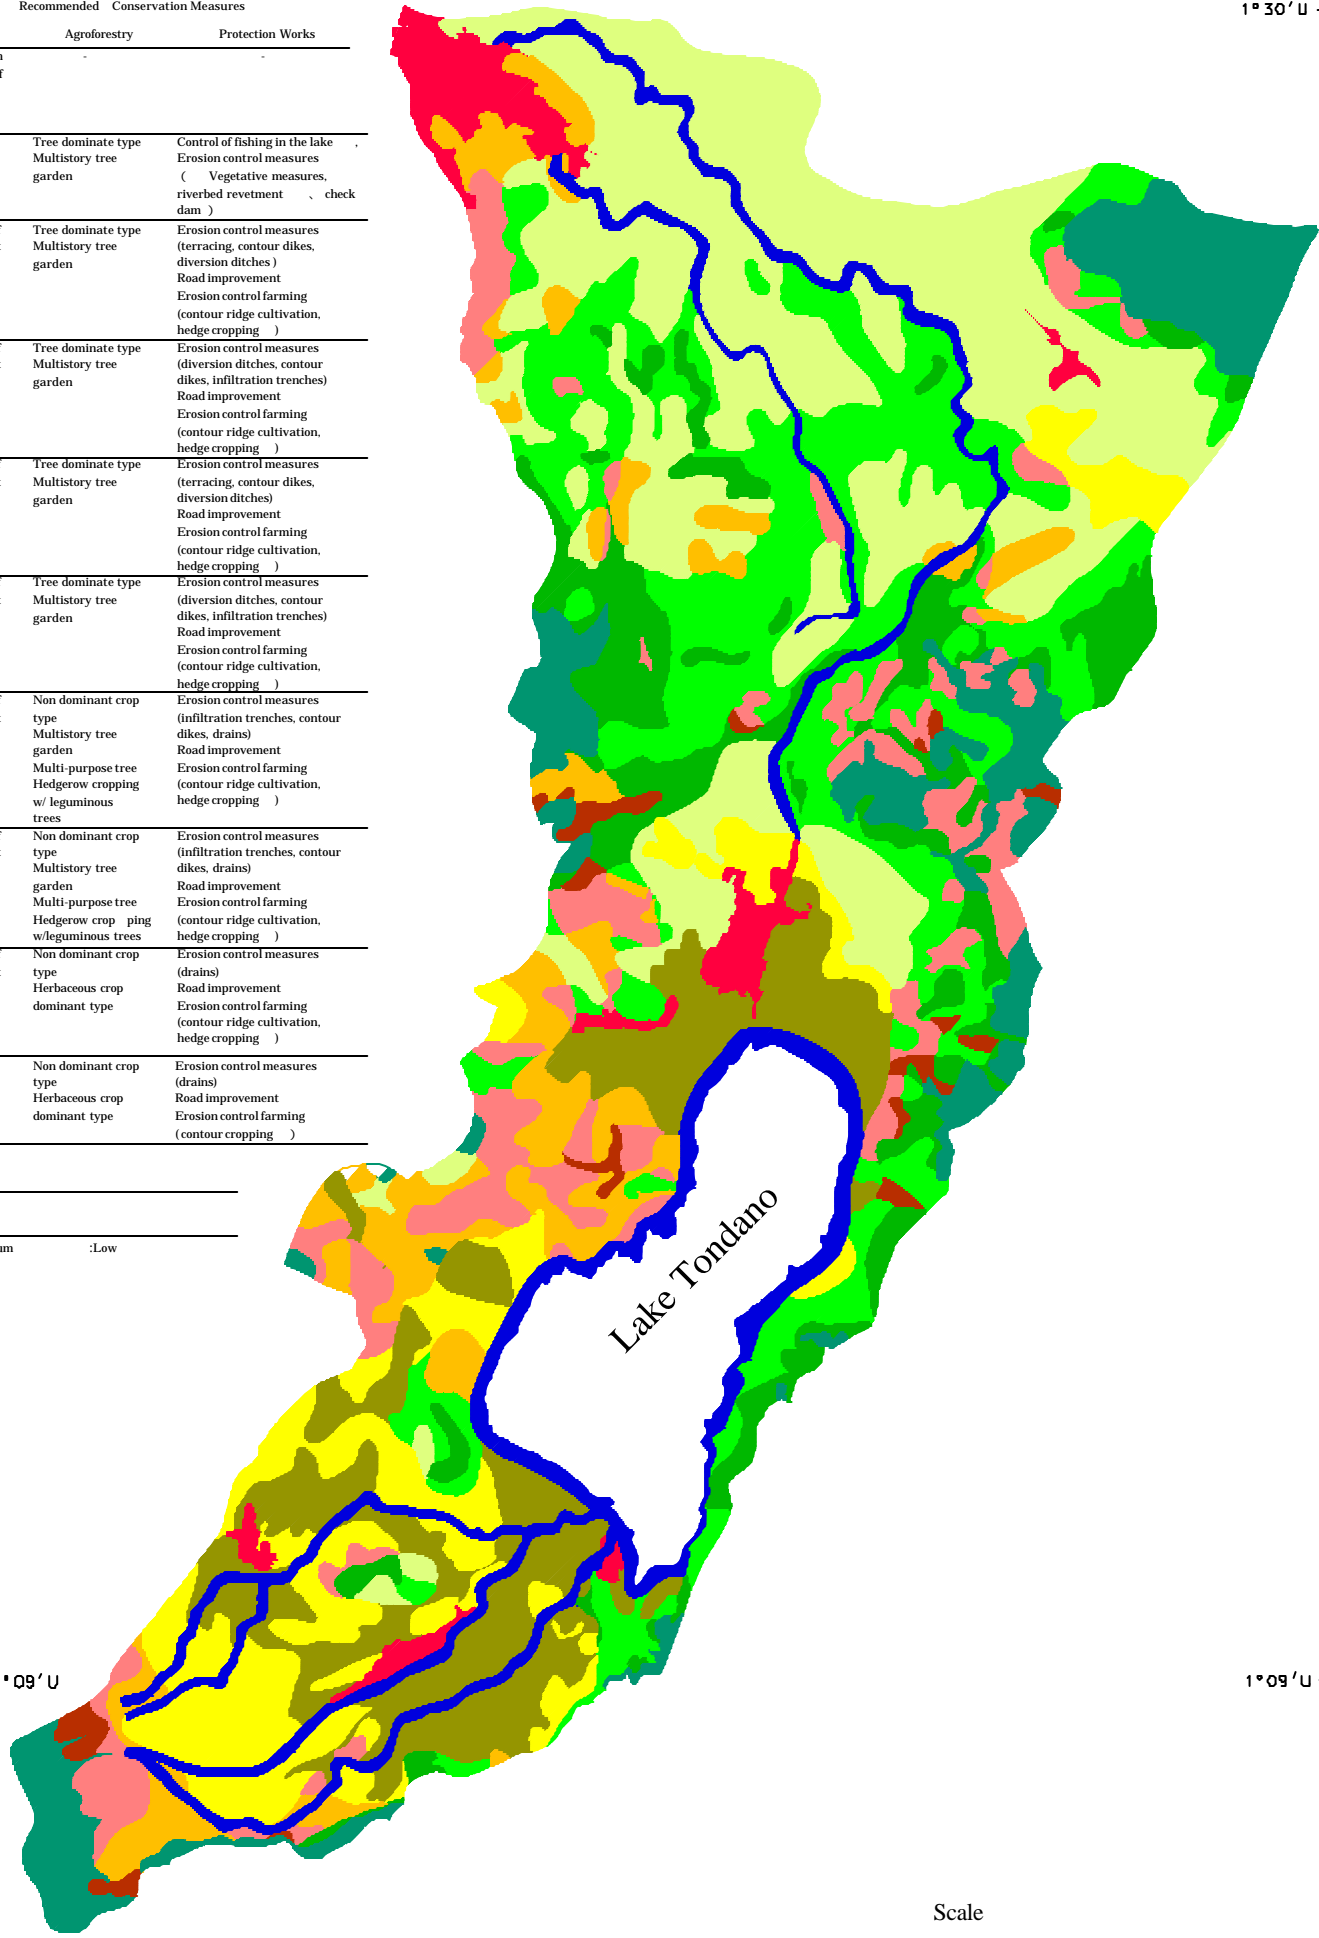 Recommended Conservation Measures
1°30′U
Agroforestry Protection Works
- -
Tree dominate type
Multistory tree
garden
Control of fishing in the lake ,
Erosion control measures
( Vegetative measures,
riverbed revetment 、 check
dam )
Tree dominate type
Multistory tree
garden
Erosion control measures
(terracing, contour dikes,
diversion ditches )
Road improvement
Erosion control farming
(contour ridge cultivation,
hedge cropping )
Tree dominate type
Multistory tree
garden
Erosion control measures
(diversion ditches, contour
dikes, infiltration trenches)
Road improvement
Erosion control farming
(contour ridge cultivation,
hedge cropping )
Tree dominate type
Multistory tree
garden
Erosion control measures
(terracing, contour dikes,
diversion ditches)
Road improvement
Erosion control farming
(contour ridge cultivation,
hedge cropping )
Tree dominate type
Multistory tree
garden
Erosion control measures
(diversion ditches, contour
dikes, infiltration trenches)
Road improvement
Erosion control farming
(contour ridge cultivation,
hedge cropping )
Non dominant crop
type
Multistory tree
garden
Multi-purpose tree
Hedgerow cropping
w/ leguminous
trees
Erosion control measures
(infiltration trenches, contour
dikes, drains)
Road improvement
Erosion control farming
(contour ridge cultivation,
hedge cropping )
Non dominant crop
type
Multistory tree
garden
Multi-purpose tree
Hedgerow crop ping
w/leguminous trees
Erosion control measures
(infiltration trenches, contour
dikes, drains)
Road improvement
Erosion control farming
(contour ridge cultivation,
hedge cropping )
Non dominant crop
type
Herbaceous crop
dominant type
Erosion control measures
(drains)
Road improvement
Erosion control farming
(contour ridge cultivation,
hedge cropping )
Non dominant crop
type
Herbaceous crop
dominant type
Erosion control measures
(drains)
Road improvement
Erosion control farming
(contour cropping )
:Low
Lake Tondano
°09′U
1°09′U
Scale